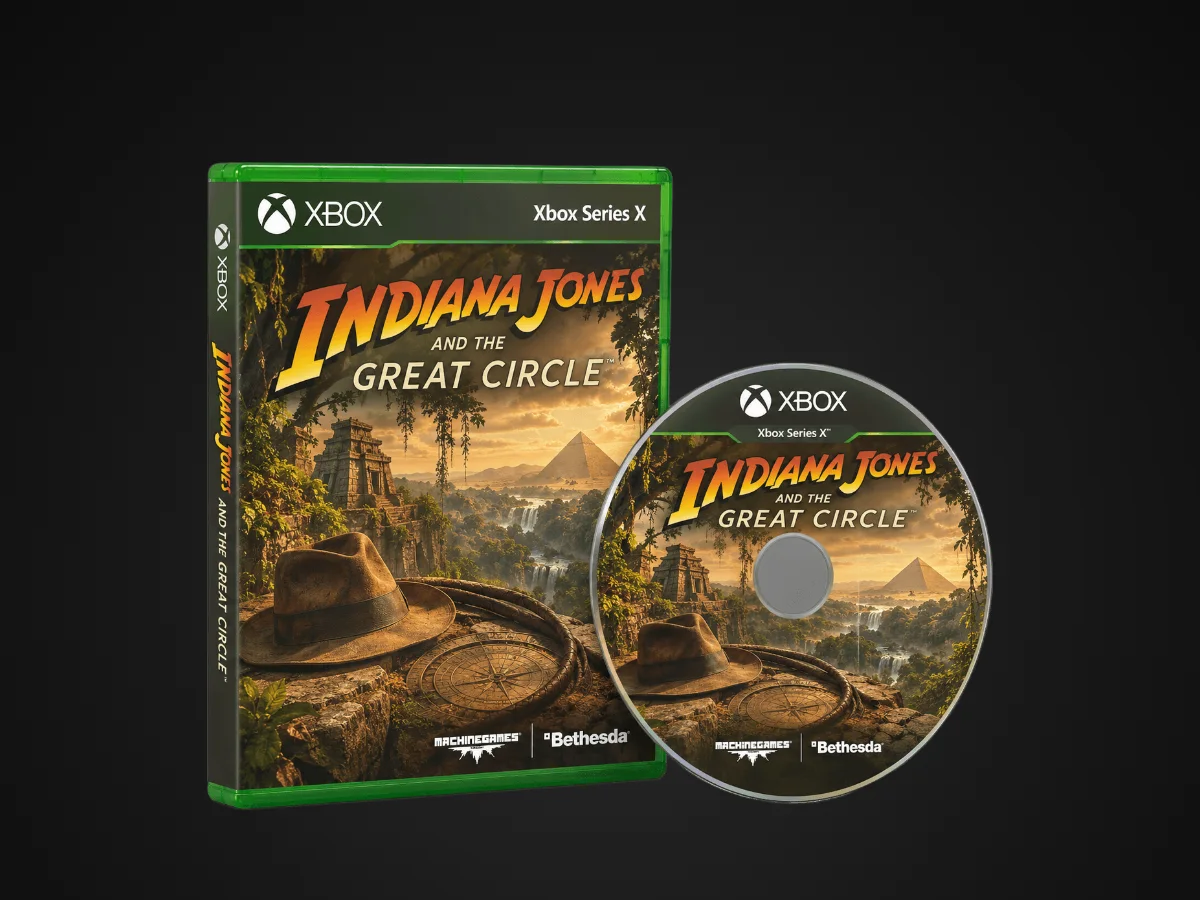 XBOX
Xbox Series X
INDIANA JONES
AND THE
GREAT CIRCLE™
MACHINEGAMES®
Bethesda®
XBOX
INDIANA JONES
AND THE GREAT CIRCLE™
XBOX
Xbox Series X™
INDIANA JONES
AND THE
GREAT CIRCLE™
MACHINEGAMES®
Bethesda®